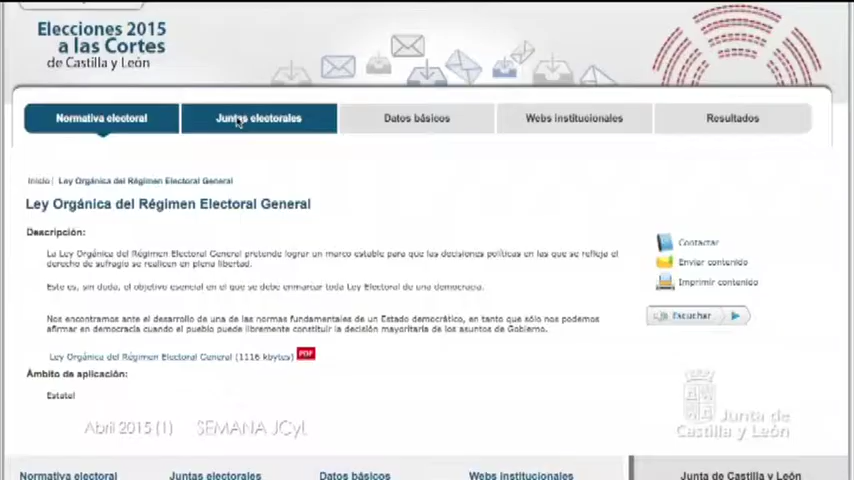 Elecciones 2015
a las Cortes
de Castilla y León
Normativa electoral
Juntas electorales
Datos básicos
Webs institucionales
Resultados
Inicio | Ley Orgánica del Régimen Electoral General
Ley Orgánica del Régimen Electoral General
Descripción:
La Ley Orgánica del Régimen Electoral General pretende lograr un marco estable para que las decisiones políticas en las que se refleja el
derecho de sufragio se realicen en plena libertad.
Este es, sin duda, el objetivo esencial en el que se debe enmarcar toda Ley Electoral de una democracia.
Nos encontramos ante el desarrollo de una de las normas fundamentales de un Estado democrático, en tanto que sólo nos podemos
afirmar en democracia cuando el pueblo puede libremente constituir la decisión mayoritaria de los asuntos de Gobierno.
Ley Orgánica del Régimen Electoral General (1116 kbytes) PDF
Ámbito de aplicación:
Estatal
Contactar
Enviar contenido
Imprimir contenido
Escuchar
Abril 2015 (1) SEMANA JCyL
Junta de
Castilla y León
Normativa electoral
Juntas electorales
Datos básicos
Webs institucionales
Junta de Castilla y León